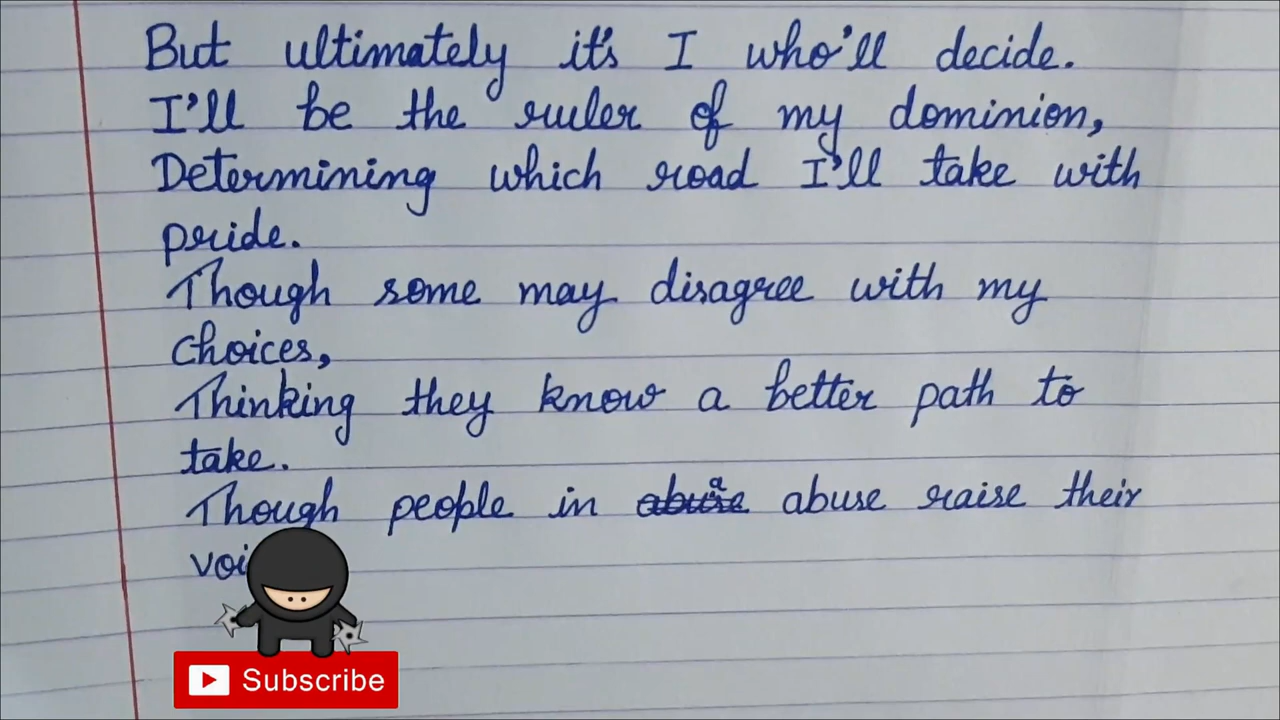 But ultimately it's I who'll decide.
I'll be the ruler of my dominion,
Determining which road I'll take with
pride.
Though some may disagree with my
choices,
Thinking they know a better path to
take.
Though people in abuse raise their
Subscribe